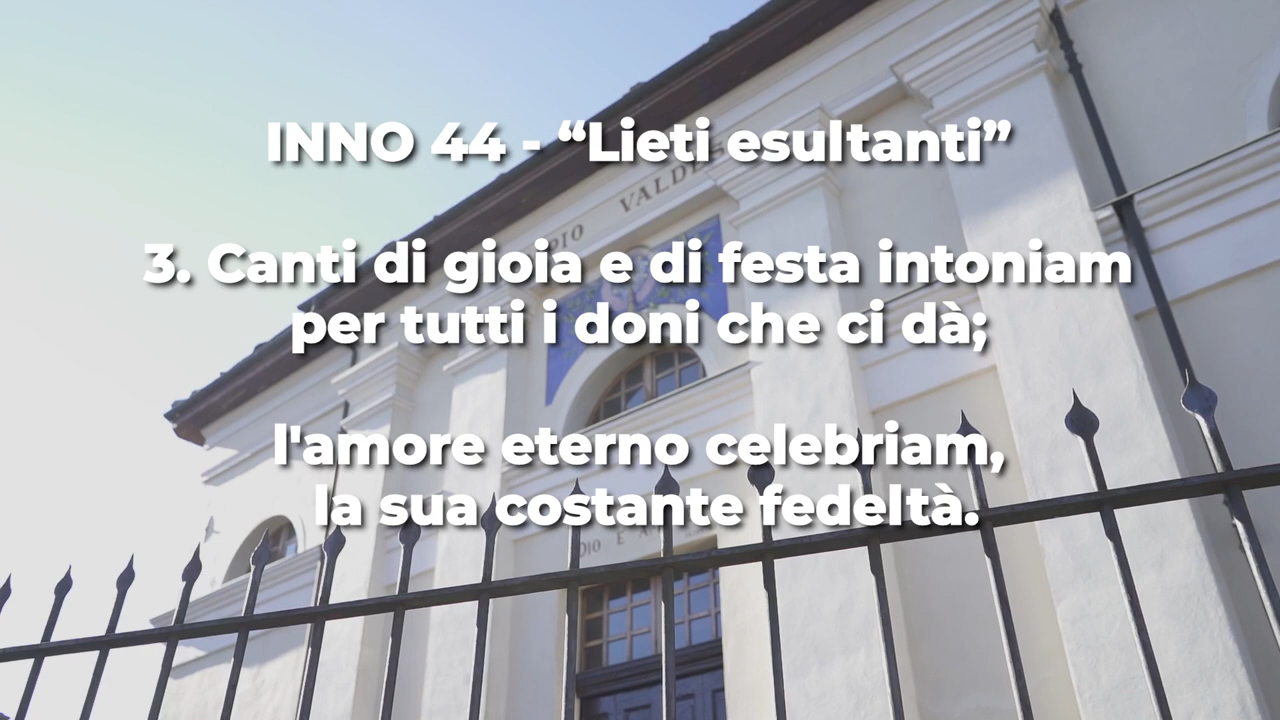 INNO 44 - “Lieti esultanti”
3. Canti di gioia e di festa intoniam
per tutti i doni che ci dà;
l'amore eterno celebriam,
la sua costante fedeltà.
DIO E